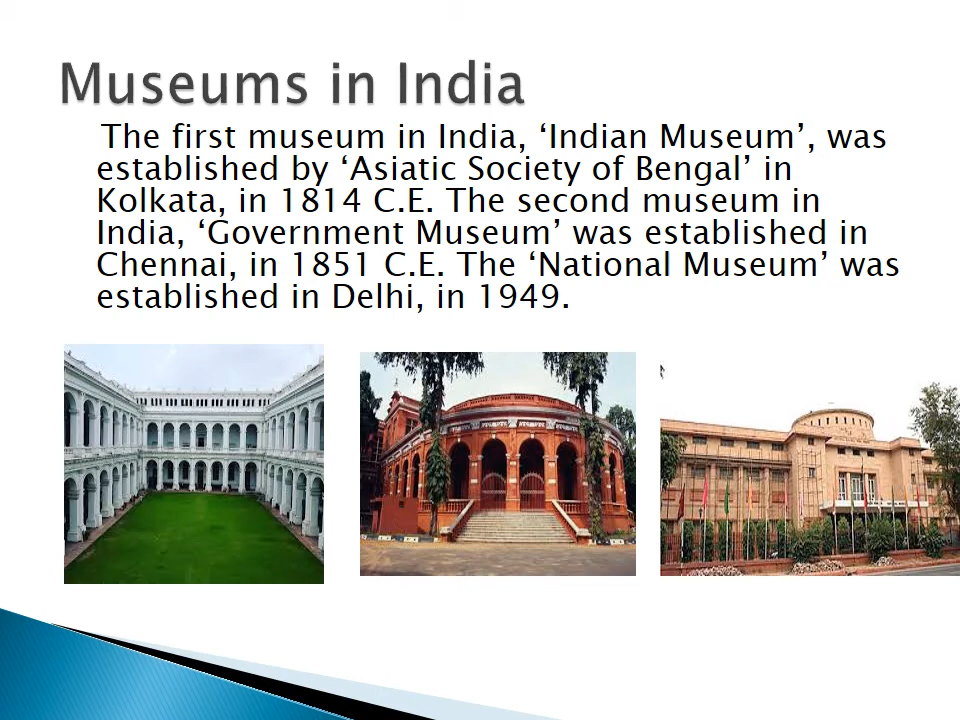 Museums in India
The first museum in India, ‘Indian Museum’, was
established by ‘Asiatic Society of Bengal’ in
Kolkata, in 1814 C.E. The second museum in
India, ‘Government Museum’ was established in
Chennai, in 1851 C.E. The ‘National Museum’ was
established in Delhi, in 1949.